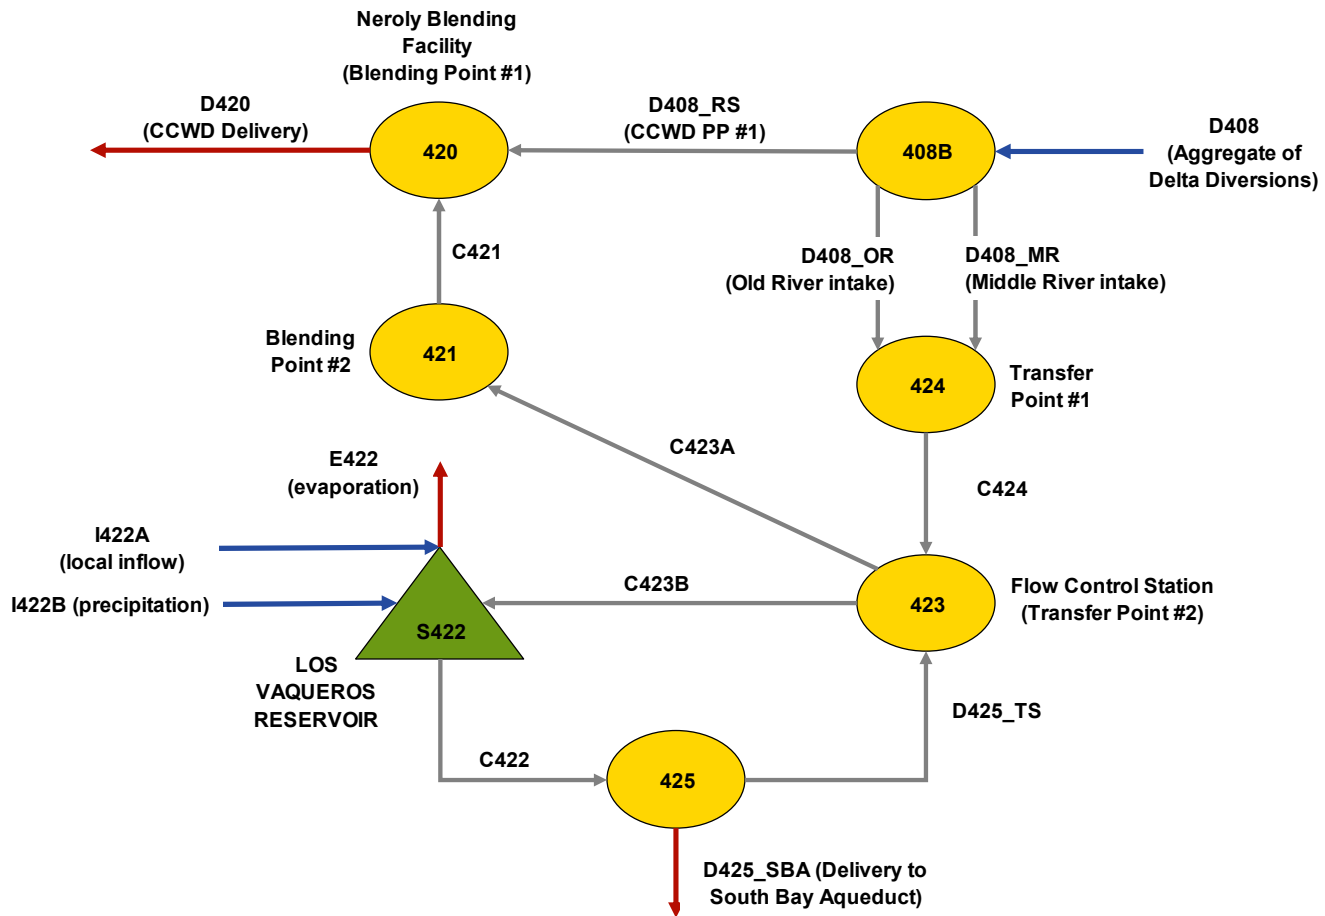 Neroly Blending
Facility
(Blending Point #1)
D420
(CCWD Delivery)
D408_RS
(CCWD PP #1)
D408
(Aggregate of
Delta Diversions)
420
408B
C421
D408_OR
(Old River intake)
D408_MR
(Middle River intake)
Blending
Point #2
421
424
Transfer
Point #1
C423A
C424
E422
(evaporation)
I422A
(local inflow)
I422B (precipitation)
C423B
423
Flow Control Station
(Transfer Point #2)
S422
LOS
VAQUEROS
RESERVOIR
D425_TS
C422
425
D425_SBA (Delivery to
South Bay Aqueduct)